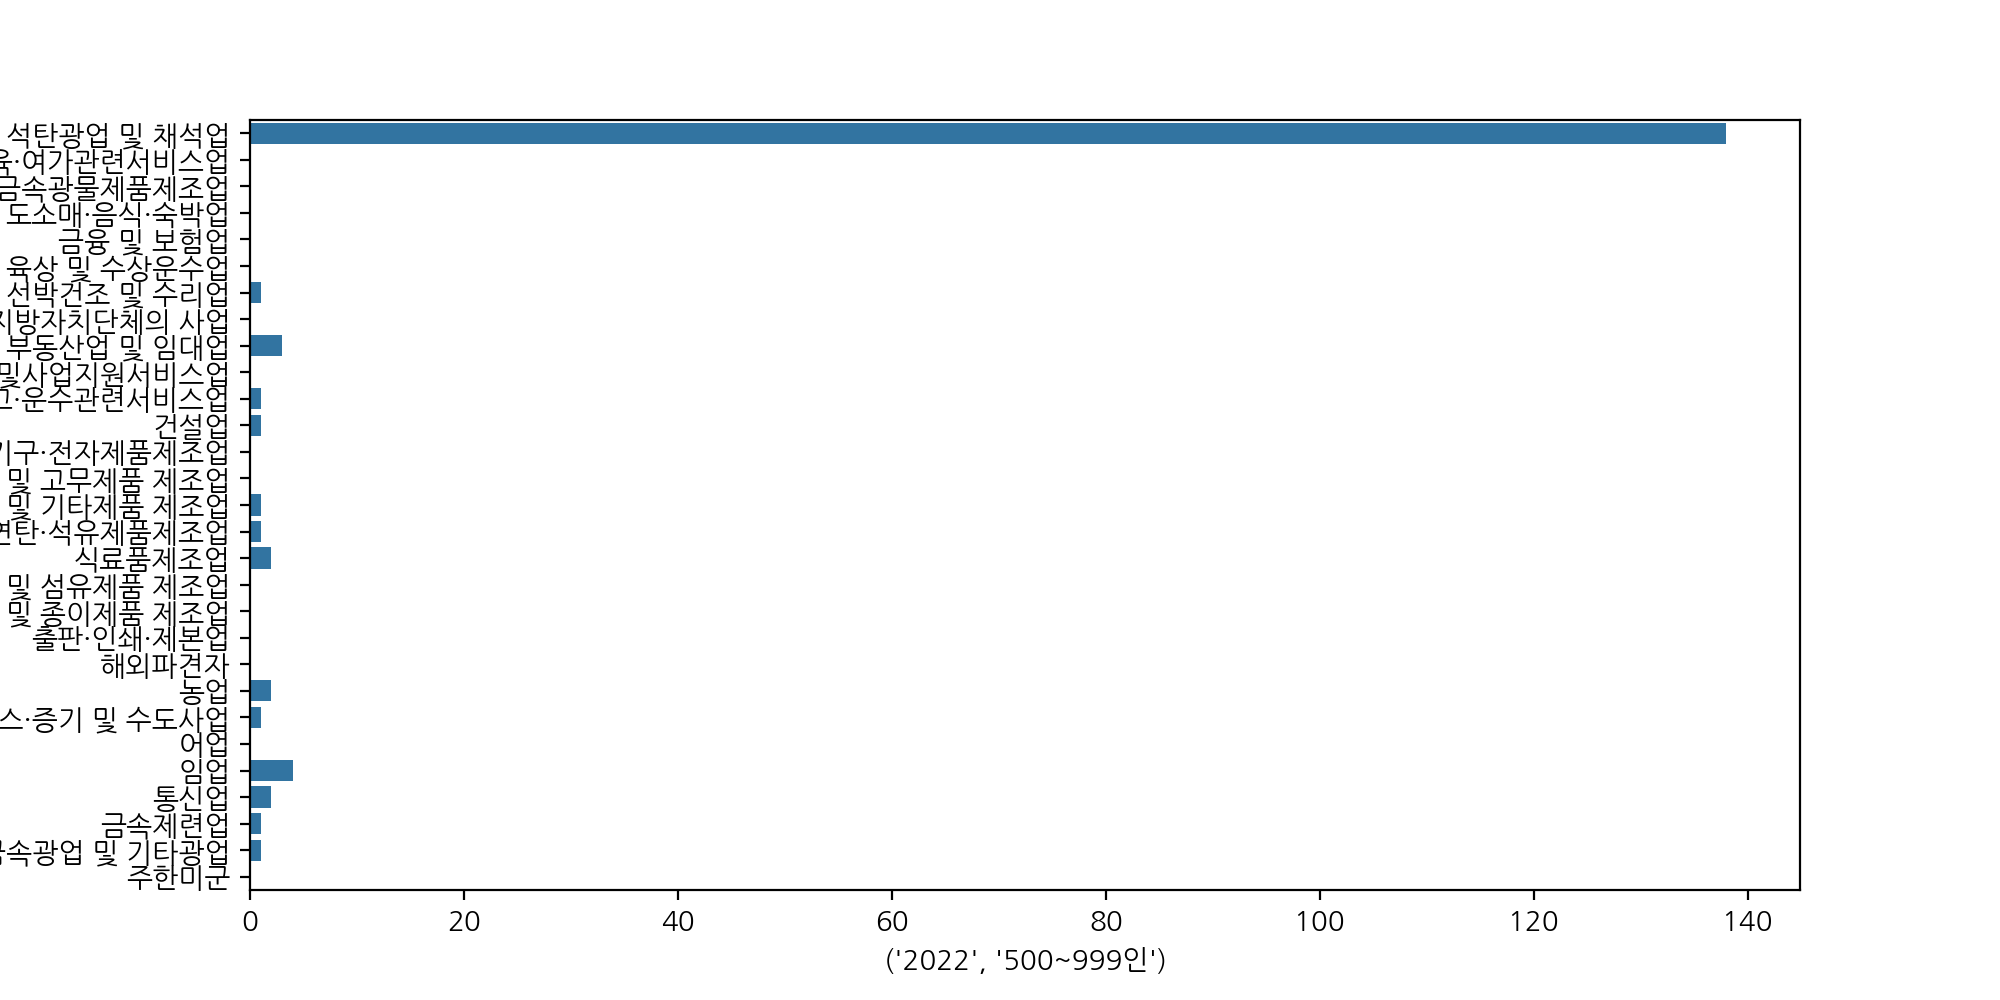 석탄광업 및 채석업
·여가관련서비스업
금속광물제품제조업
도소매·음식·숙박업
금융 및 보험업
육상 및 수상운수업
선박건조 및 수리업
지방자치단체의 사업
부동산업 및 임대업
및사업지원서비스업
고·운수관련서비스업
건설업
기구·전자제품제조업
및 고무제품 제조업
및 기타제품 제조업
연탄·석유제품제조업
식료품제조업
및 섬유제품 제조업
및 종이제품 제조업
출판·인쇄·제본업
해외파견자
농업
스·증기 및 수도사업
어업
임업
통신업
금속제련업
금속광업 및 기타광업
주한미군
0 20 40 60 80 100 120 140
('2022', '500~999인')